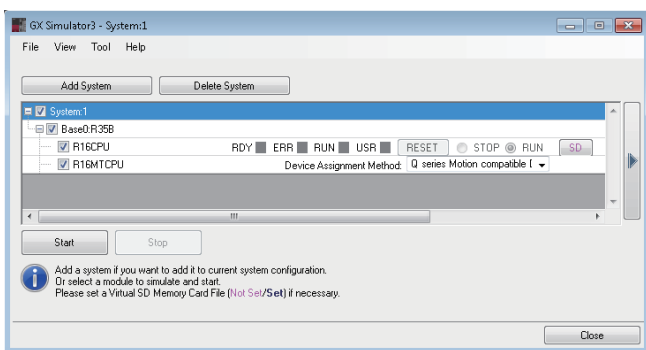 GX Simulator3 - System:1
File View Tool Help
Add System Delete System
System:1
Base0:R35B
R16CPU RDY ERR RUN USR RESET STOP RUN SD
R16MTCPU Device Assignment Method: Q series Motion compatible [
Start Stop
Add a system if you want to add it to current system configuration.
Or select a module to simulate and start.
Please set a Virtual SD Memory Card File (Not Set/Set) if necessary.
Close